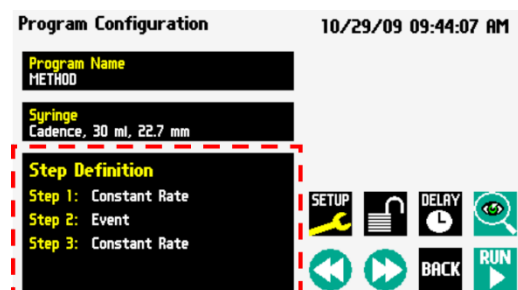 Program Configuration 10/29/09 09:44:07 AM
Program Name
METHOD
Syringe
Cadence, 30 ml, 22.7 mm
Step Definition
Step 1: Constant Rate
Step 2: Event
Step 3: Constant Rate
SETUP DELAY
BACK RUN